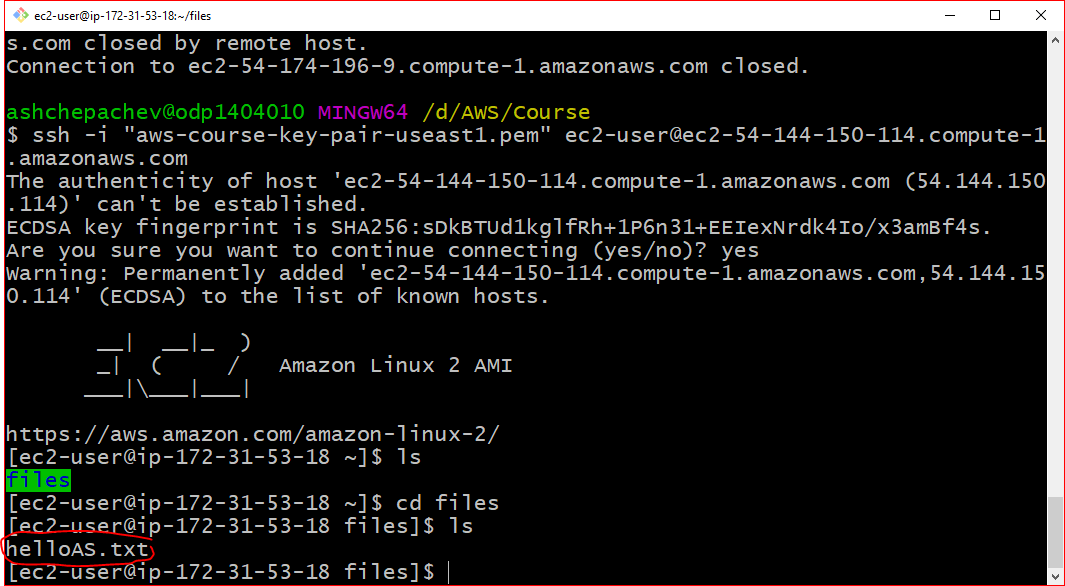 ec2-user@ip-172-31-53-18:~/files
s.com closed by remote host.
Connection to ec2-54-174-196-9.compute-1.amazonaws.com closed.
ashchepachev@odp1404010 MINGW64 /d/AWS/Course
$ ssh -i "aws-course-key-pair-useast1.pem" ec2-user@ec2-54-144-150-114.compute-1
.amazonaws.com
The authenticity of host 'ec2-54-144-150-114.compute-1.amazonaws.com (54.144.150
.114)' can't be established.
ECDSA key fingerprint is SHA256:sDkBTUd1kglfRh+1P6n31+EEIexNrdk4Io/x3amBf4s.
Are you sure you want to continue connecting (yes/no)? yes
Warning: Permanently added 'ec2-54-144-150-114.compute-1.amazonaws.com,54.144.15
0.114' (ECDSA) to the list of known hosts.
       __|  __|_  )
       _|  (     /   Amazon Linux 2 AMI
      ___|\___|___|
https://aws.amazon.com/amazon-linux-2/
[ec2-user@ip-172-31-53-18 ~]$ ls
files
[ec2-user@ip-172-31-53-18 ~]$ cd files
[ec2-user@ip-172-31-53-18 files]$ ls
helloAS.txt
[ec2-user@ip-172-31-53-18 files]$